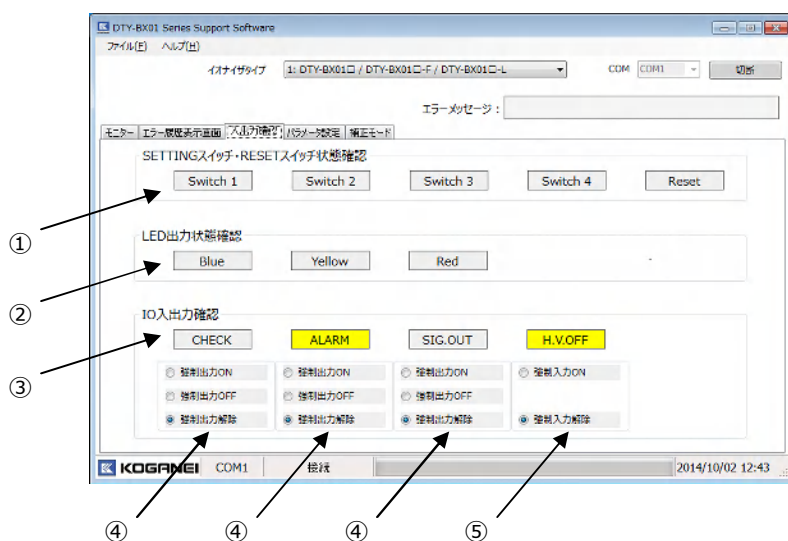 DTY-BX01 Series Support Software
ファイル(F) ヘルプ(H)
イオナイザタイプ 1: DTY-BX01□ / DTY-BX01□-F / DTY-BX01□-L COM COM1 切断
エラーメッセージ :
モニター エラー履歴表示画面 入出力確認 パラメータ設定 補正モード
SETTINGスイッチ・RESETスイッチ状態確認
Switch 1 Switch 2 Switch 3 Switch 4 Reset
①
LED出力状態確認
Blue Yellow Red -
②
IO入出力確認
CHECK ALARM SIG.OUT H.V.OFF
③
強制出力ON 強制出力ON 強制出力ON 強制入力ON
強制出力OFF 強制出力OFF 強制出力OFF
強制出力解除 強制出力解除 強制出力解除 強制入力解除
KOGANEI COM1 接続 2014/10/02 12:43
④ ④ ④ ⑤